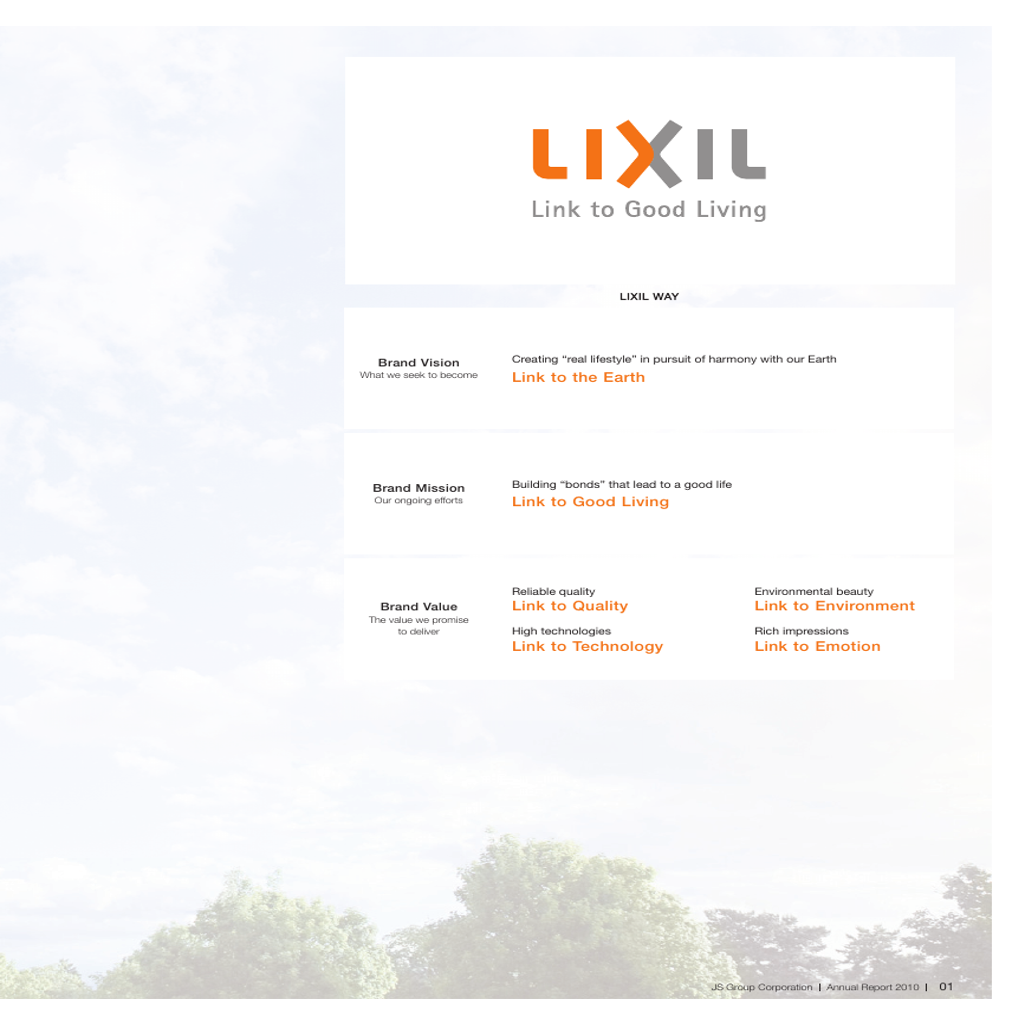 LIXIL
Link to Good Living
LIXIL WAY
Brand Vision
What we seek to become
Creating “real lifestyle” in pursuit of harmony with our Earth
Link to the Earth
Brand Mission
Our ongoing efforts
Building “bonds” that lead to a good life
Link to Good Living
Brand Value
The value we promise
to deliver
Reliable quality
Link to Quality
High technologies
Link to Technology
Environmental beauty
Link to Environment
Rich impressions
Link to Emotion
JS Group Corporation | Annual Report 2010 | 01